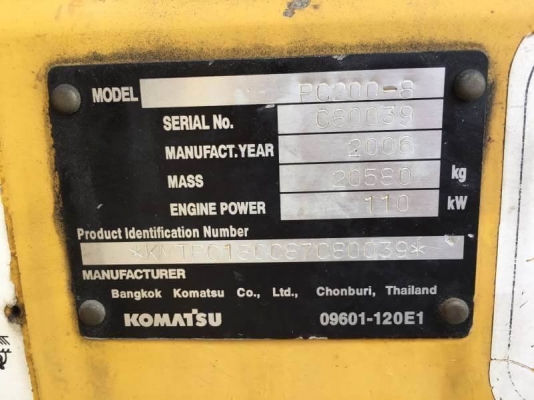 MODEL PC200-8
SERIAL No. C60039
MANUFACT.YEAR 2006
MASS 20580 kg
ENGINE POWER 110 kW
Product Identification Number
MANUFACTURER
Bangkok Komatsu Co., Ltd., Chonburi, Thailand
KOMATSU 09601-120E1